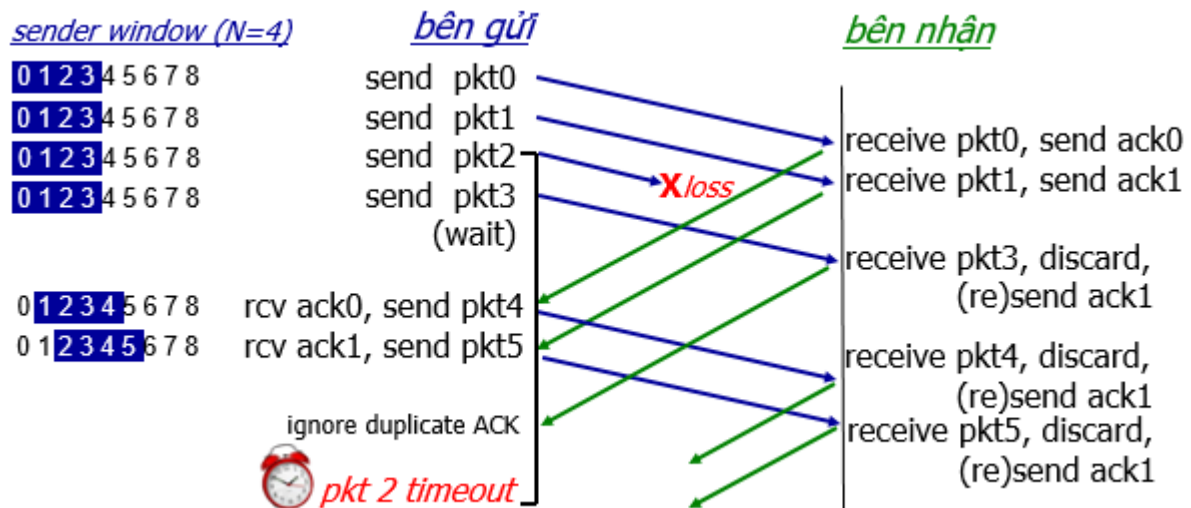 sender window (N=4)
bên gửi
bên nhận
0 1 2 3 4 5 6 7 8
send pkt0
0 1 2 3 4 5 6 7 8
send pkt1
0 1 2 3 4 5 6 7 8
send pkt2
0 1 2 3 4 5 6 7 8
send pkt3
(wait)
X loss
receive pkt0, send ack0
receive pkt1, send ack1
receive pkt3, discard,
(re)send ack1
0 1 2 3 4 5 6 7 8
rcv ack0, send pkt4
0 1 2 3 4 5 6 7 8
rcv ack1, send pkt5
receive pkt4, discard,
(re)send ack1
receive pkt5, discard,
(re)send ack1
ignore duplicate ACK
pkt 2 timeout